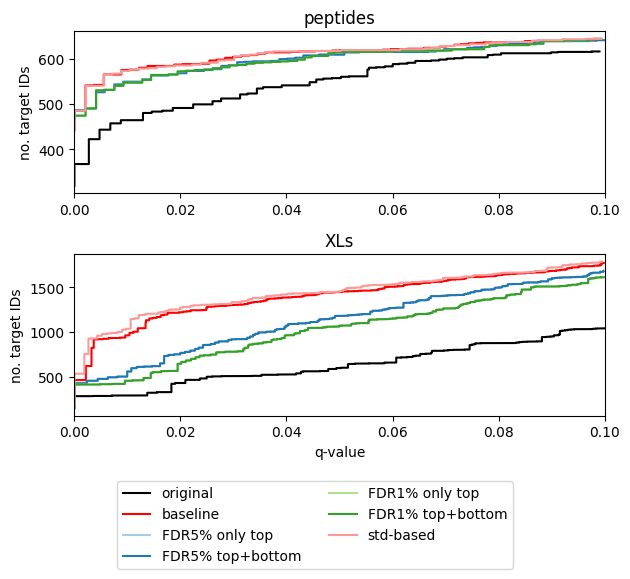 peptides
no. target IDs
600
500
400
0.00 0.02 0.04 0.06 0.08 0.10
XLs
no. target IDs
1500
1000
500
0.00 0.02 0.04 0.06 0.08 0.10
q-value
original
baseline
FDR5% only top
FDR5% top+bottom
FDR1% only top
FDR1% top+bottom
std-based